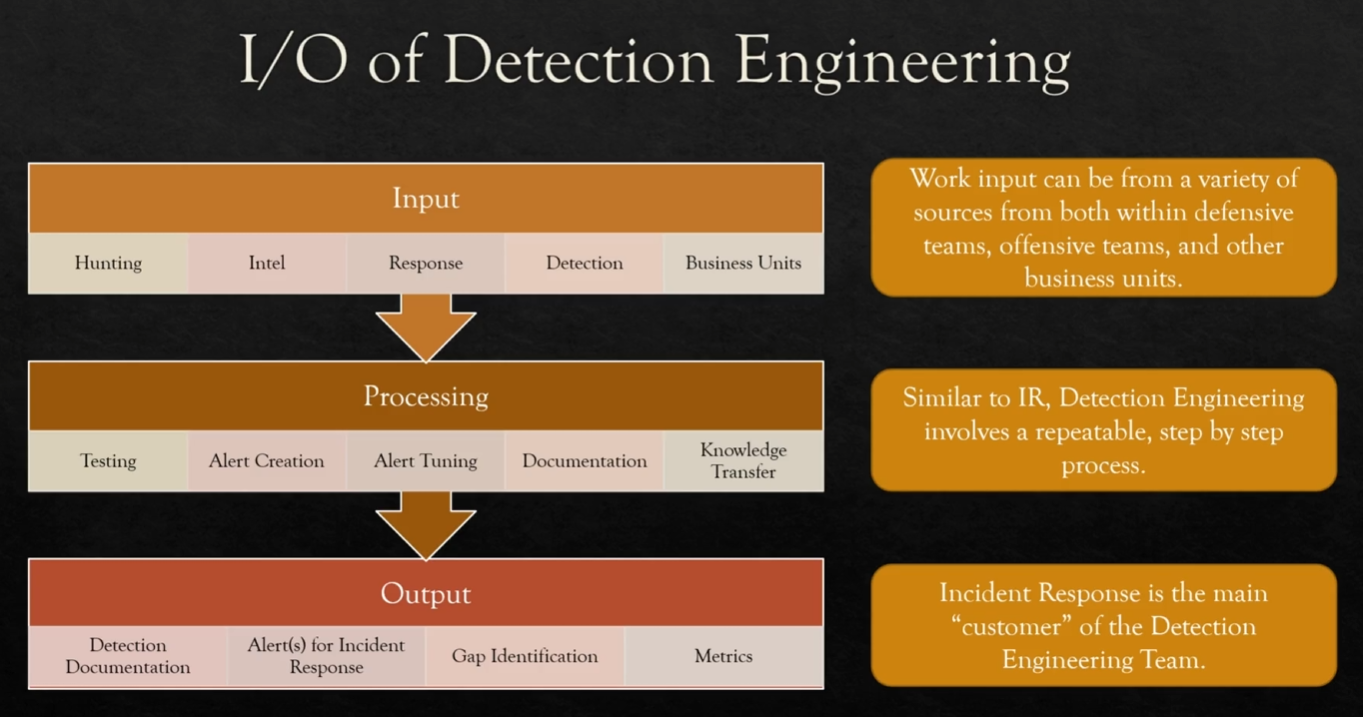 I/O of Detection Engineering
Input
Hunting
Intel
Response
Detection
Business Units
Work input can be from a variety of
sources from both within defensive
teams, offensive teams, and other
business units.
Processing
Testing
Alert Creation
Alert Tuning
Documentation
Knowledge
Transfer
Similar to IR, Detection Engineering
involves a repeatable, step by step
process.
Output
Detection
Documentation
Alert(s) for Incident
Response
Gap Identification
Metrics
Incident Response is the main
“customer” of the Detection
Engineering Team.